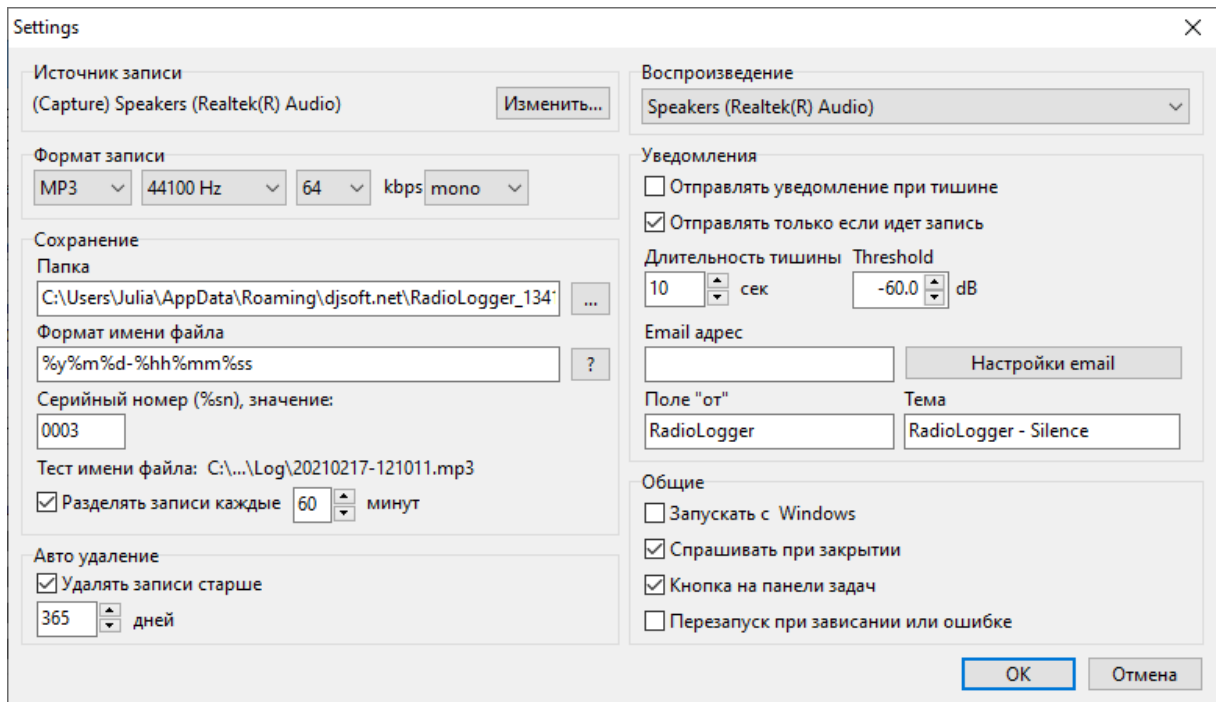 Settings
Источник записи
(Capture) Speakers (Realtek(R) Audio)
Изменить...
Формат записи
MP3 44100 Hz 64 kbps mono
Сохранение
Папка
C:\Users\Julia\AppData\Roaming\djsoft.net\RadioLogger_134
...
Формат имени файла
%y%m%d-%hh%mm%ss
?
Серийный номер (%sn), значение:
0003
Тест имени файла: C:\...\Log\20210217-121011.mp3
Разделять записи каждые 60 минут
Авто удаление
Удалять записи старше
365 дней
Воспроизведение
Speakers (Realtek(R) Audio)
Уведомления
Отправлять уведомление при тишине
Отправлять только если идет запись
Длительность тишины Threshold
10 сек -60.0 dB
Email адрес
Настройки email
Поле "от" Тема
RadioLogger RadioLogger - Silence
Общие
Запускать с Windows
Спрашивать при закрытии
Кнопка на панели задач
Перезапуск при зависании или ошибке
OK Отмена